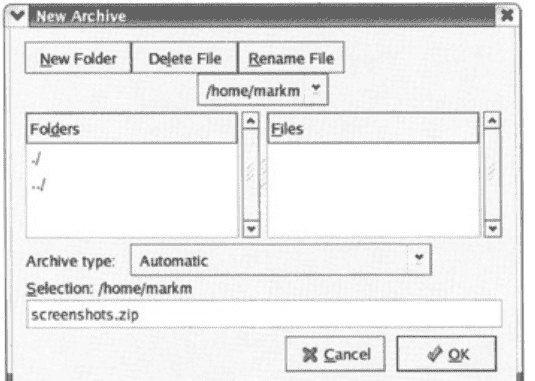 New Archive
New Folder Delete File Rename File
/home/markm
Folders Files
./
../
Archive type: Automatic
Selection: /home/markm
screenshots.zip
Cancel OK